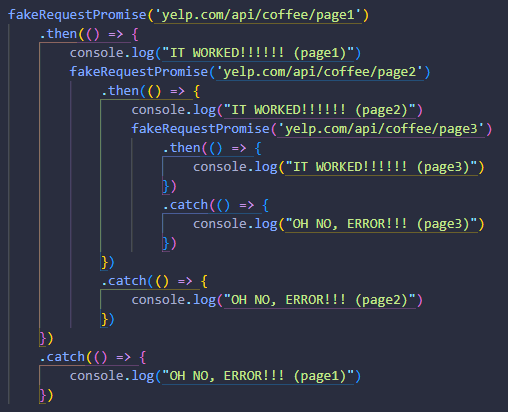 fakeRequestPromise('yelp.com/api/coffee/page1')
    .then(() => {
        console.log("IT WORKED!!!!!! (page1)")
        fakeRequestPromise('yelp.com/api/coffee/page2')
            .then(() => {
                console.log("IT WORKED!!!!!! (page2)")
                fakeRequestPromise('yelp.com/api/coffee/page3')
                    .then(() => {
                        console.log("IT WORKED!!!!!! (page3)")
                    })
                    .catch(() => {
                        console.log("OH NO, ERROR!!! (page3)")
                    })
            })
            .catch(() => {
                console.log("OH NO, ERROR!!! (page2)")
            })
    })
    .catch(() => {
        console.log("OH NO, ERROR!!! (page1)")
    })